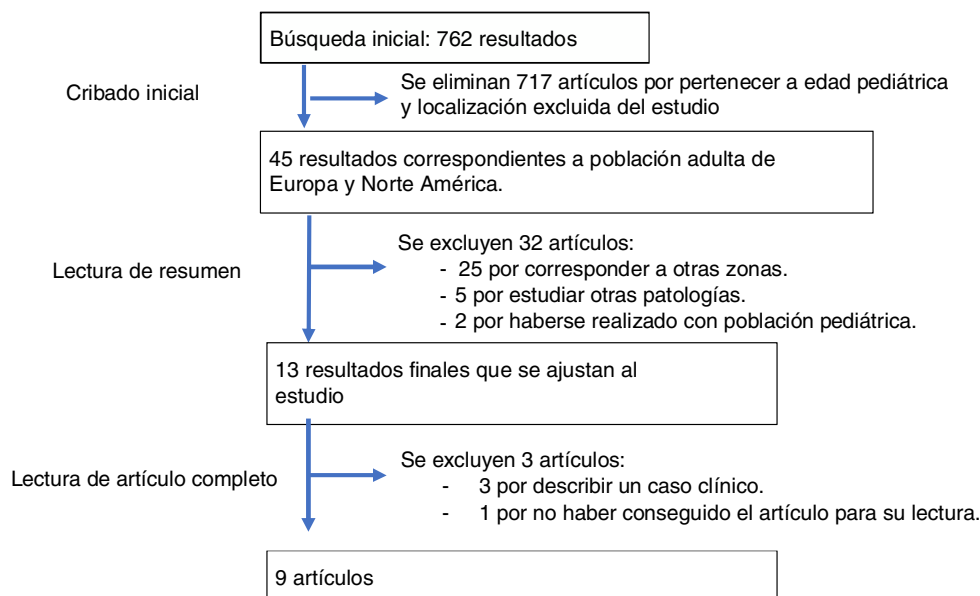 Búsqueda inicial: 762 resultados
Cribado inicial
Se eliminan 717 artículos por pertenecer a edad pediátrica
y localización excluida del estudio
45 resultados correspondientes a población adulta de
Europa y Norte América.
Lectura de resumen
Se excluyen 32 artículos:
- 25 por corresponder a otras zonas.
- 5 por estudiar otras patologías.
- 2 por haberse realizado con población pediátrica.
13 resultados finales que se ajustan al
estudio
Lectura de artículo completo
Se excluyen 3 artículos:
- 3 por describir un caso clínico.
- 1 por no haber conseguido el artículo para su lectura.
9 artículos